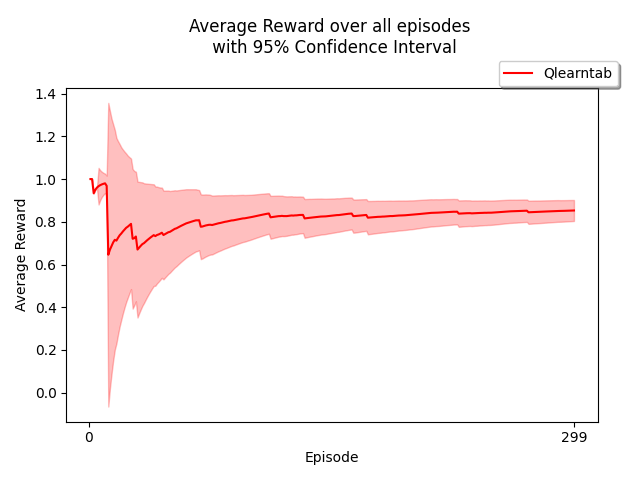 Average Reward over all episodes
with 95% Confidence Interval
Qlearntab
1.4
1.2
1.0
0.8
0.6
0.4
0.2
0.0
Average Reward
0
299
Episode